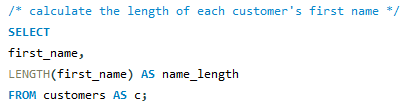 /* calculate the length of each customer's first name */
SELECT
first_name,
LENGTH(first_name) AS name_length
FROM customers AS c;